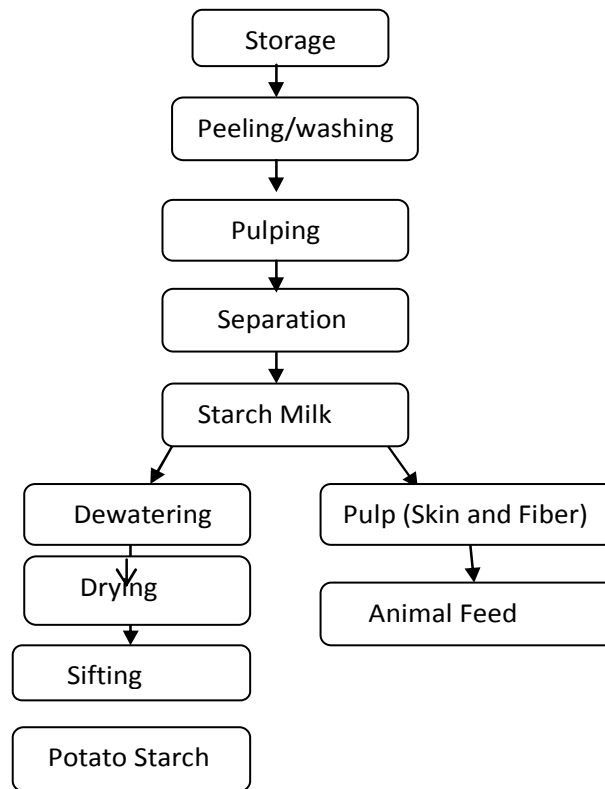 Storage
Peeling/washing
Pulping
Separation
Starch Milk
Dewatering
Pulp (Skin and Fiber)
Drying
Animal Feed
Sifting
Potato Starch